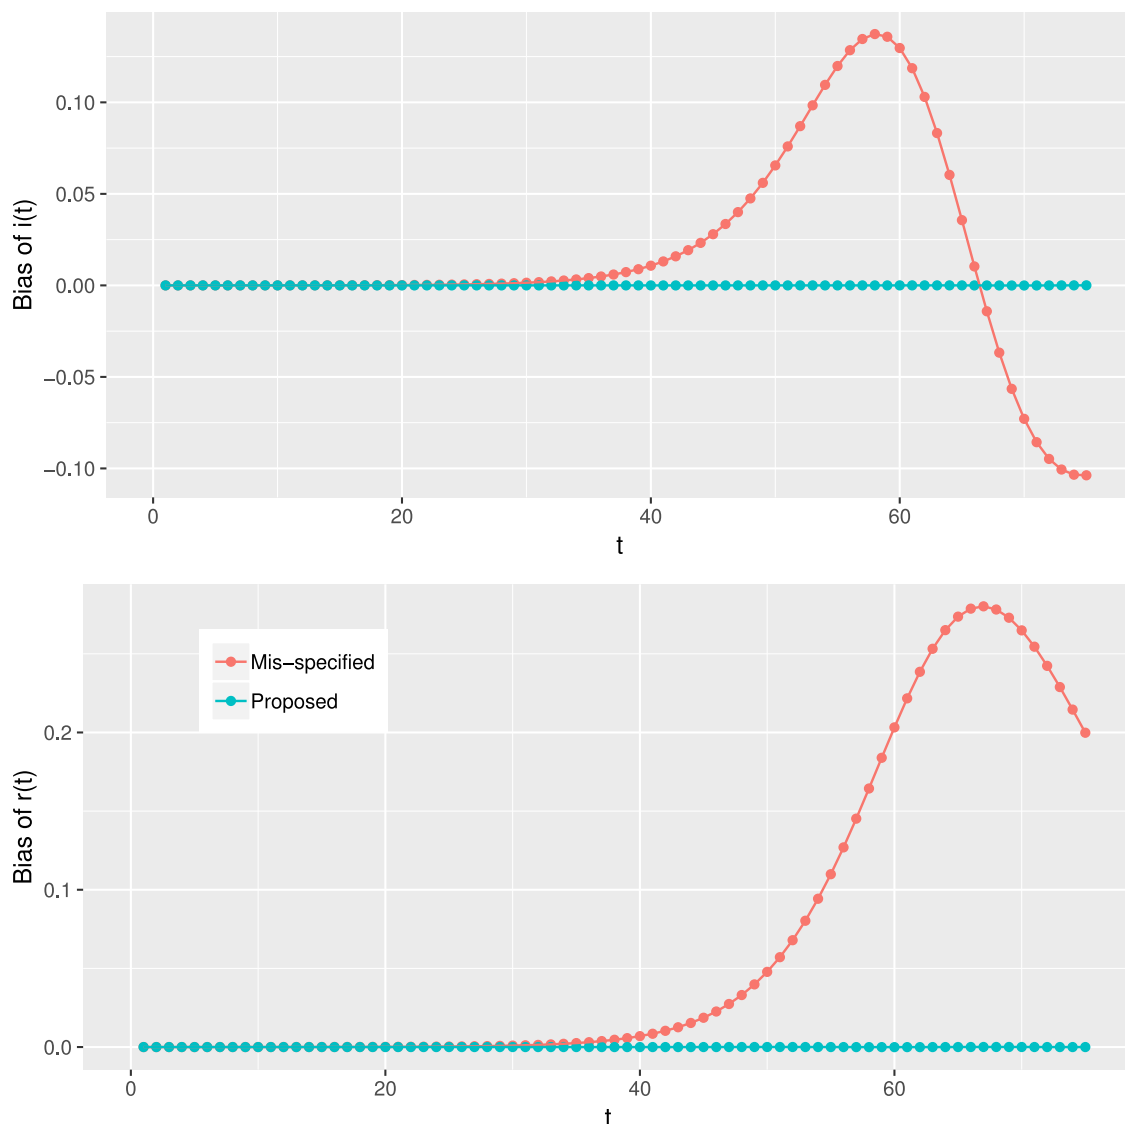 0.10
0.05
0.00
−0.05
−0.10
Bias of i(t)
0 20 40 60
t
Mis−specified
Proposed
0.2
0.1
0.0
Bias of r(t)
0 20 40 60
t